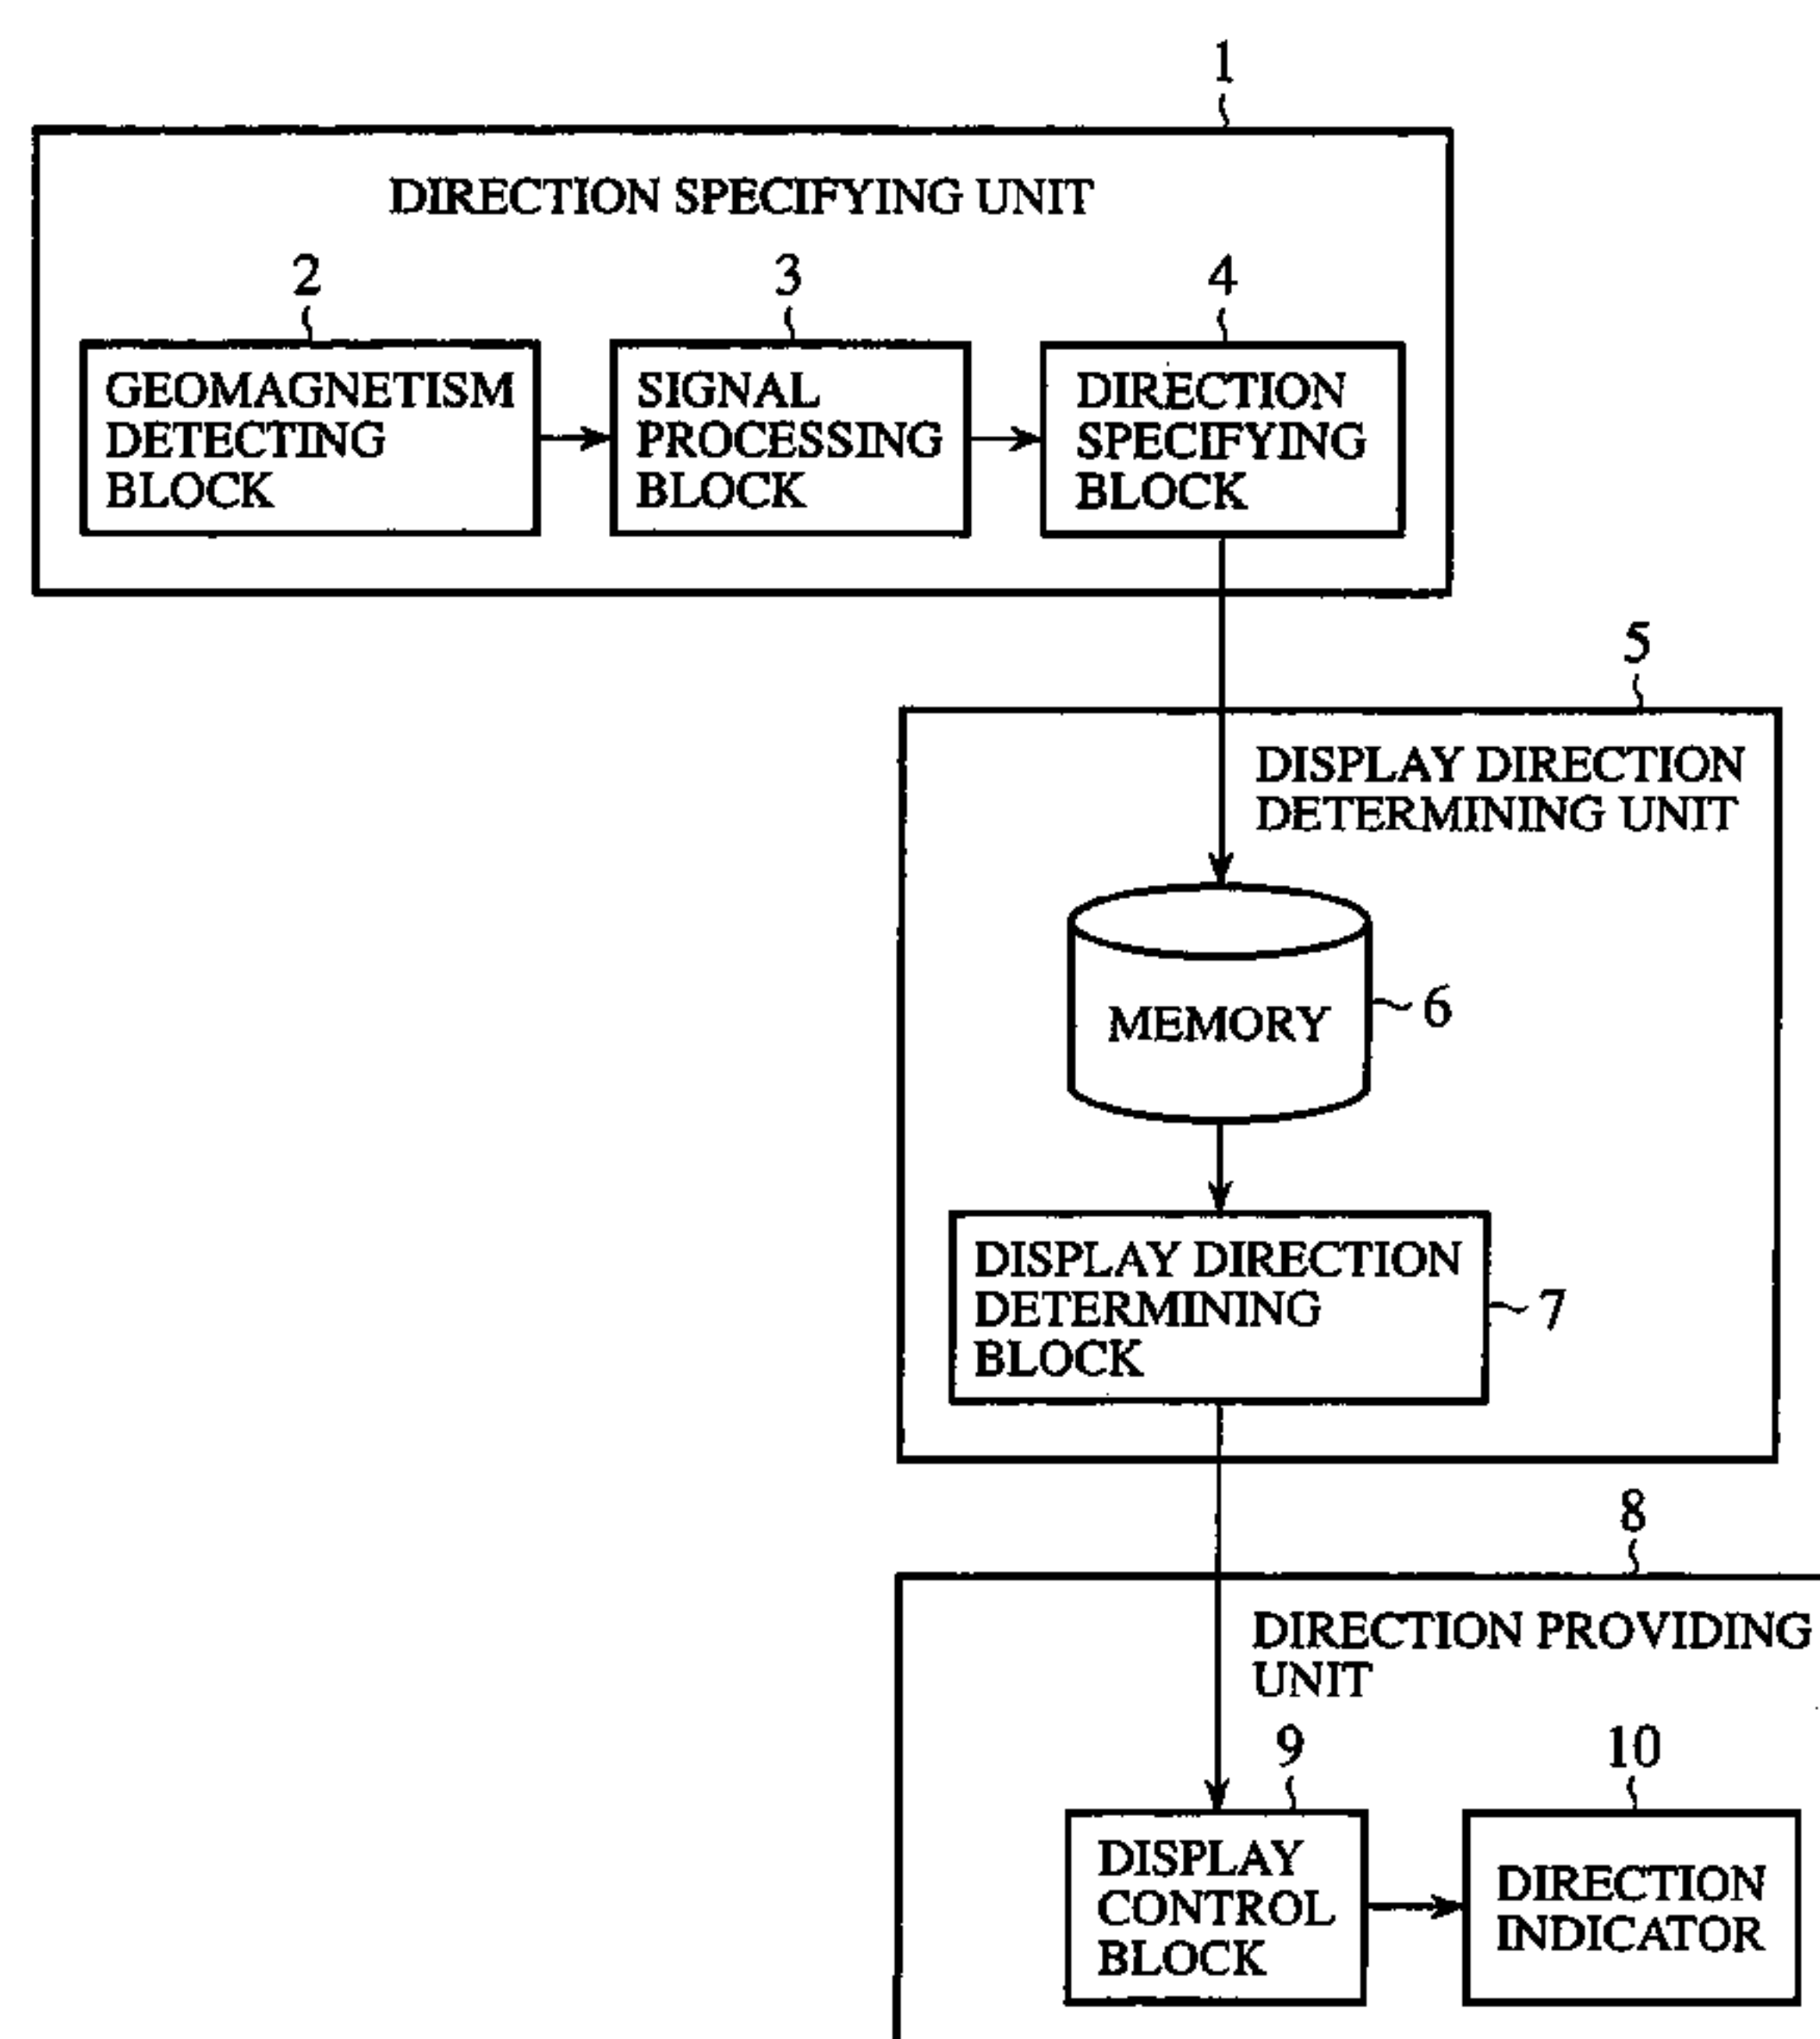 1
DIRECTION SPECIFYING UNIT
2
3
4
GEOMAGNETISM
DETECTING
BLOCK
SIGNAL
PROCESSING
BLOCK
DIRECTION
SPECIFYING
BLOCK
5
DISPLAY DIRECTION
DETERMINING UNIT
MEMORY
6
DISPLAY DIRECTION
DETERMINING
BLOCK
7
8
DIRECTION PROVIDING
UNIT
9
10
DISPLAY
CONTROL
BLOCK
DIRECTION
INDICATOR